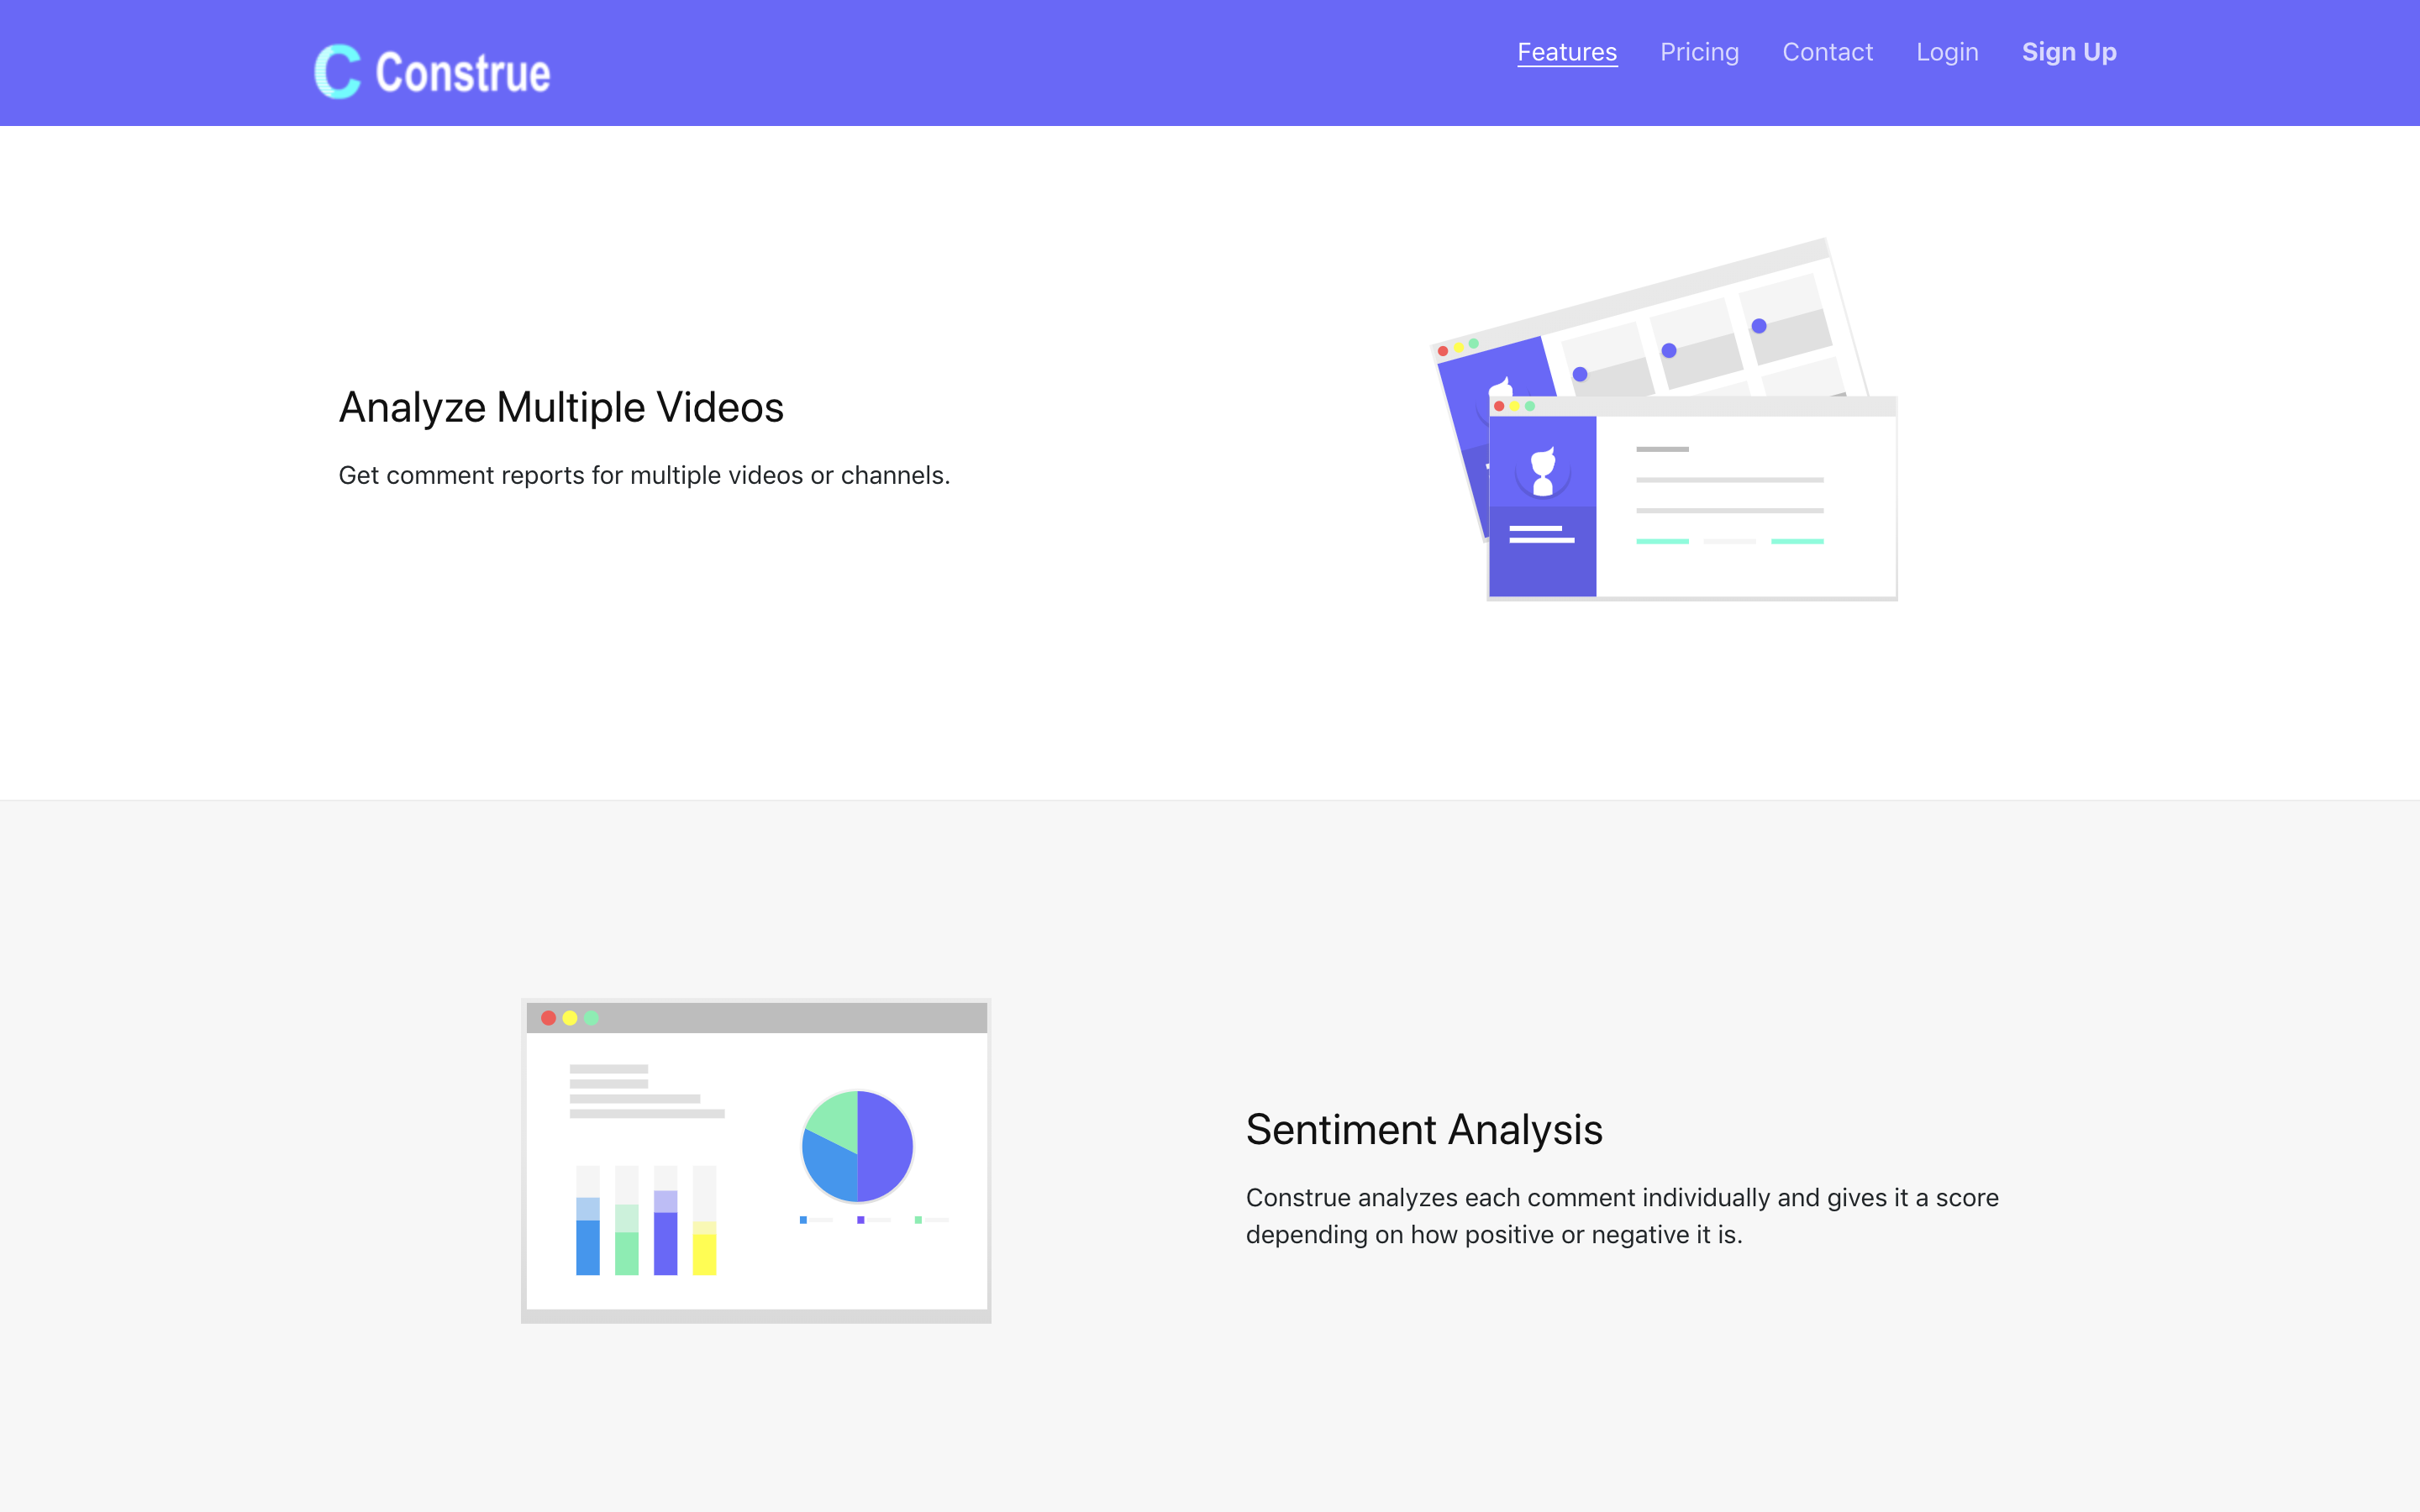 C Construe
Features
Pricing
Contact
Login
Sign Up
Analyze Multiple Videos
Get comment reports for multiple videos or channels.
Sentiment Analysis
Construe analyzes each comment individually and gives it a score
depending on how positive or negative it is.